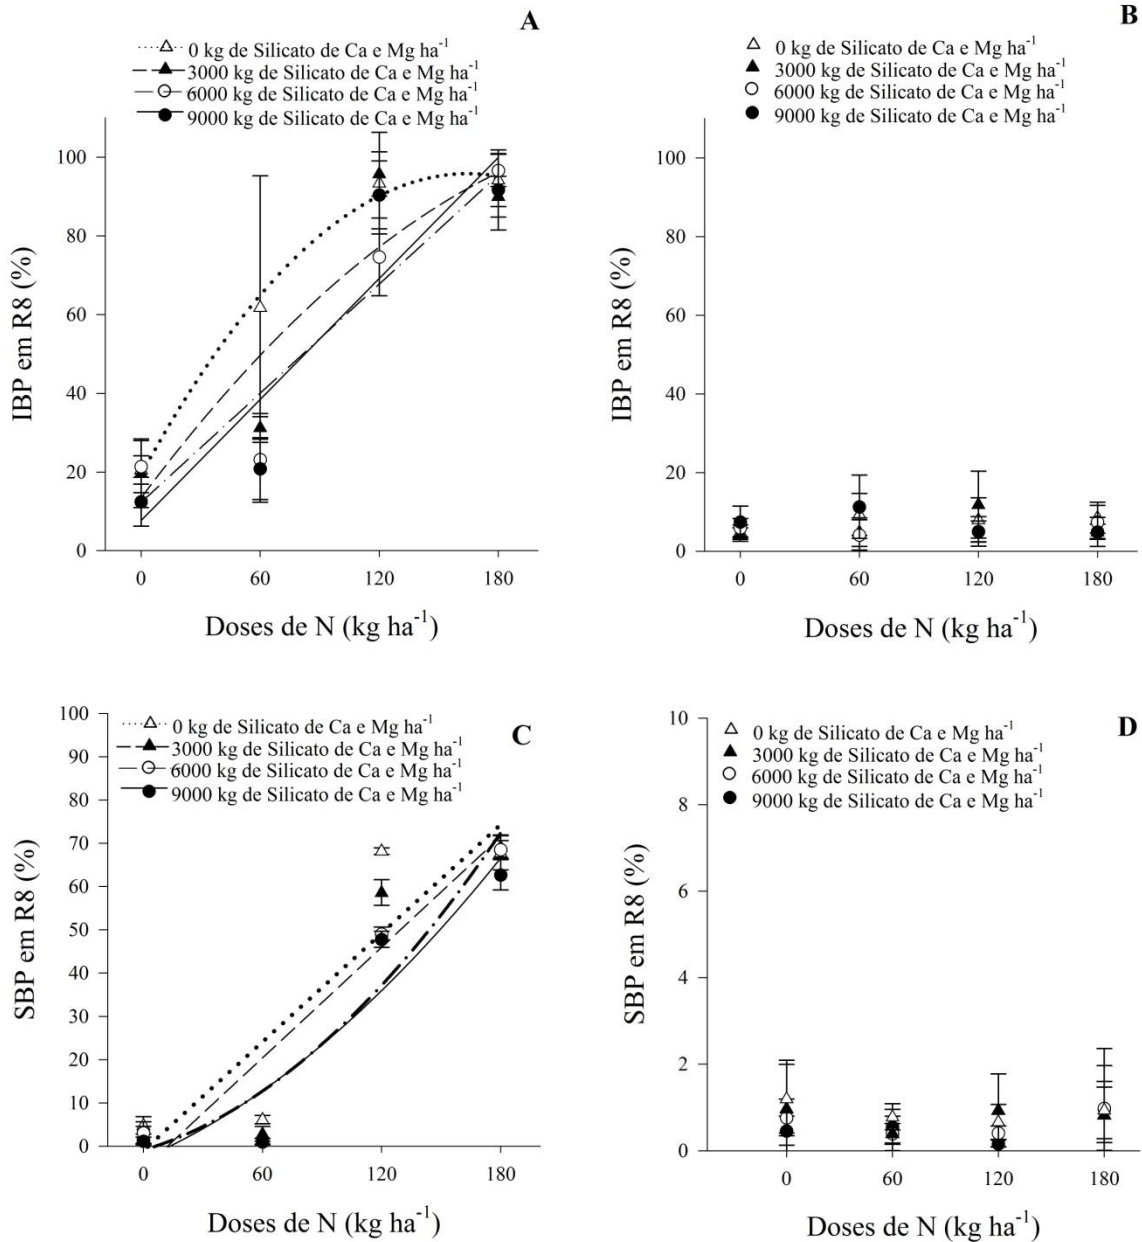 A
0 kg de Silicato de Ca e Mg ha⁻¹
3000 kg de Silicato de Ca e Mg ha⁻¹
6000 kg de Silicato de Ca e Mg ha⁻¹
9000 kg de Silicato de Ca e Mg ha⁻¹
100
80
60
40
20
0
IBP em R8 (%)
0 60 120 180
Doses de N (kg ha⁻¹)
B
0 kg de Silicato de Ca e Mg ha⁻¹
3000 kg de Silicato de Ca e Mg ha⁻¹
6000 kg de Silicato de Ca e Mg ha⁻¹
9000 kg de Silicato de Ca e Mg ha⁻¹
100
80
60
40
20
0
IBP em R8 (%)
0 60 120 180
Doses de N (kg ha⁻¹)
C
0 kg de Silicato de Ca e Mg ha⁻¹
3000 kg de Silicato de Ca e Mg ha⁻¹
6000 kg de Silicato de Ca e Mg ha⁻¹
9000 kg de Silicato de Ca e Mg ha⁻¹
100
90
80
70
60
50
40
30
20
10
0
SBP em R8 (%)
0 60 120 180
Doses de N (kg ha⁻¹)
D
0 kg de Silicato de Ca e Mg ha⁻¹
3000 kg de Silicato de Ca e Mg ha⁻¹
6000 kg de Silicato de Ca e Mg ha⁻¹
9000 kg de Silicato de Ca e Mg ha⁻¹
10
8
6
4
2
0
SBP em R8 (%)
0 60 120 180
Doses de N (kg ha⁻¹)